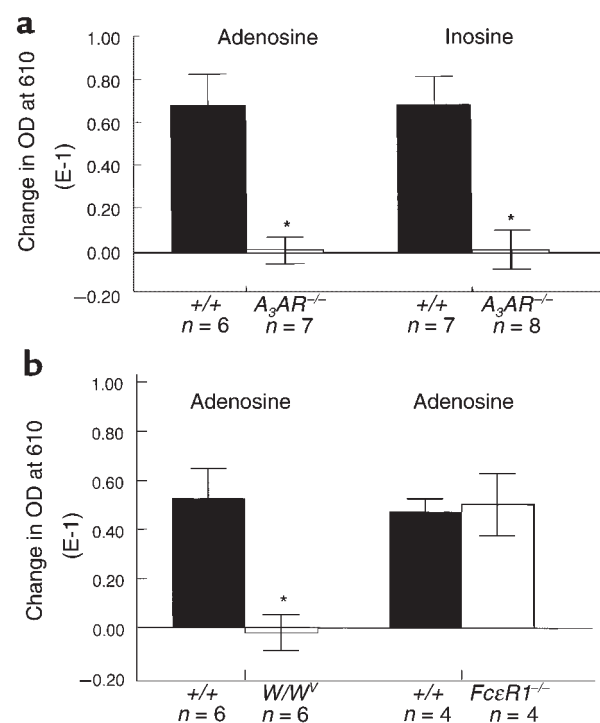 a
Adenosine Inosine
Change in OD at 610
(E-1)
1.00
0.80
0.60
0.40
0.20
0.00
−0.20
* *
+/+ A₃AR⁻/⁻ +/+ A₃AR⁻/⁻
n = 6 n = 7 n = 7 n = 8
b
Adenosine Adenosine
Change in OD at 610
(E-1)
1.00
0.80
0.60
0.40
0.20
0.00
−0.20
*
+/+ W/Wᵛ +/+ FcεR1⁻/⁻
n = 6 n = 6 n = 4 n = 4